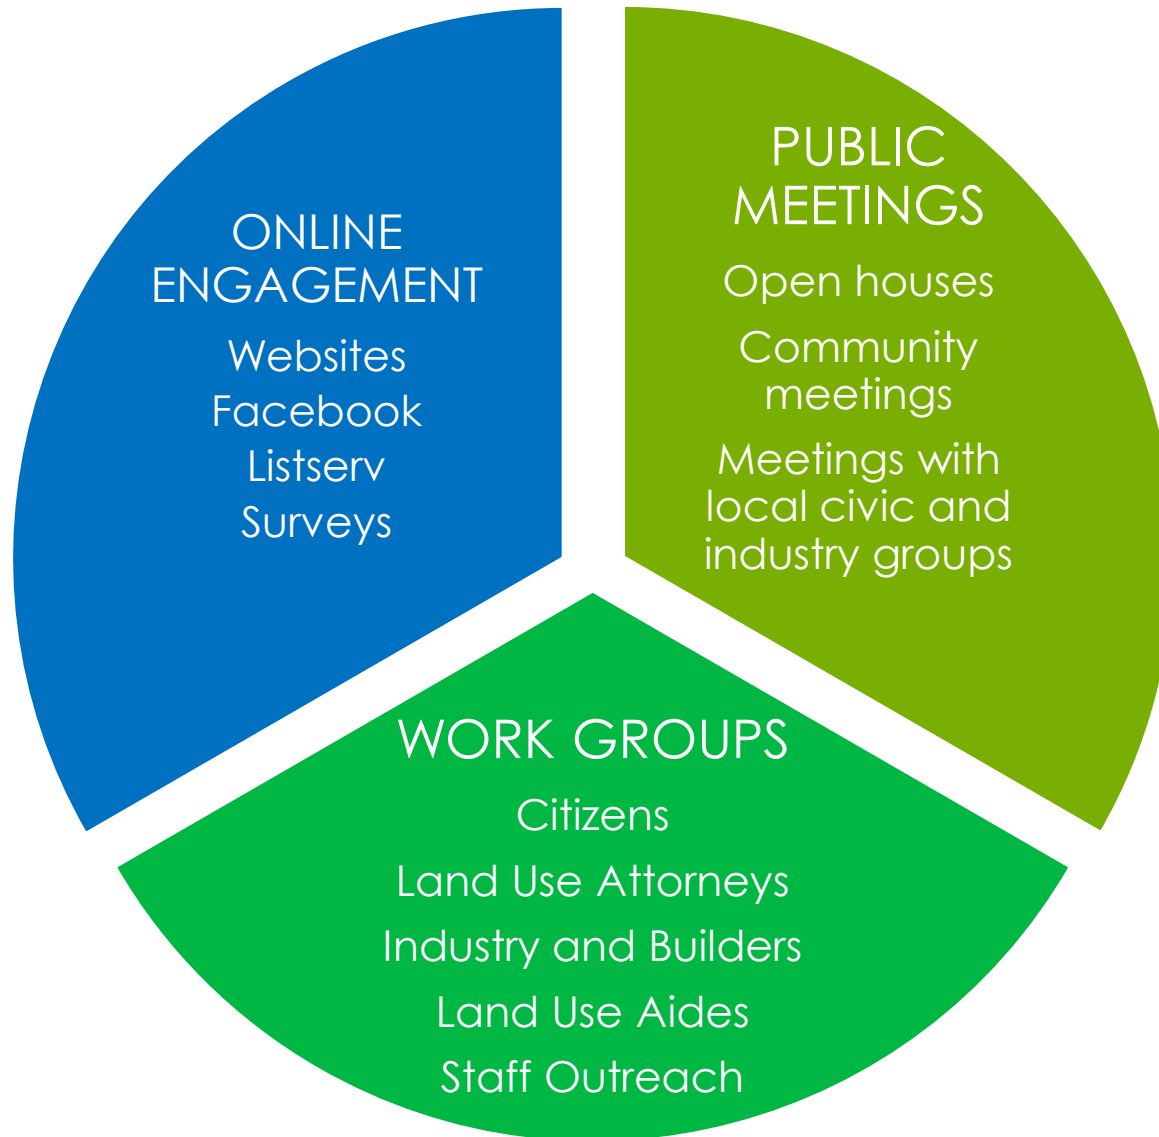 ONLINE
ENGAGEMENT
Websites
Facebook
Listserv
Surveys
PUBLIC
MEETINGS
Open houses
Community
meetings
Meetings with
local civic and
industry groups
WORK GROUPS
Citizens
Land Use Attorneys
Industry and Builders
Land Use Aides
Staff Outreach